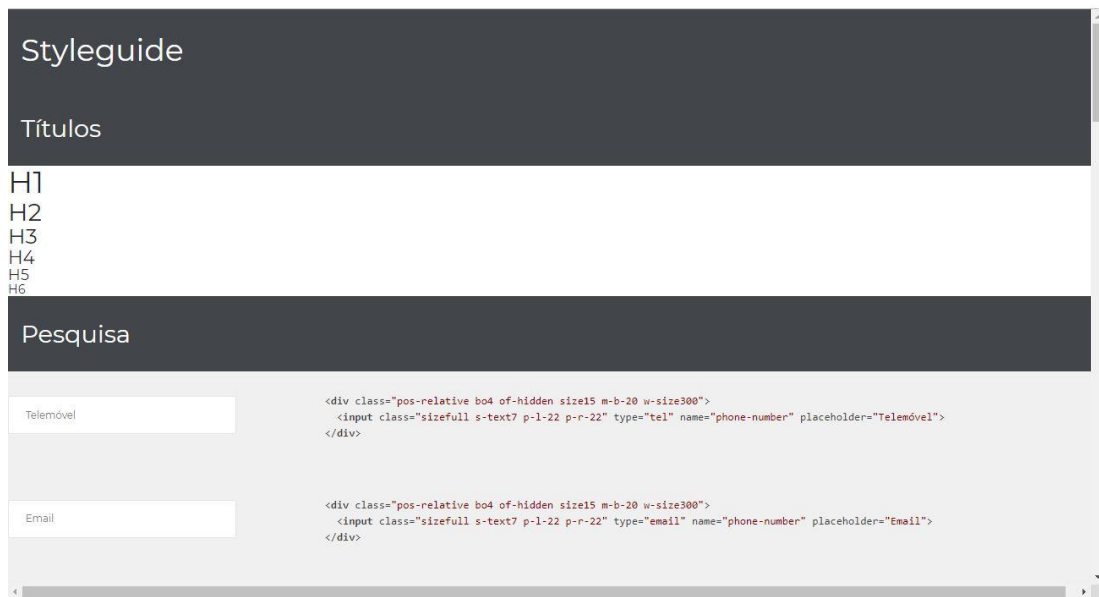 Styleguide
Títulos
H1
H2
H3
H4
H5
H6
Pesquisa
Telemóvel
<div class="pos-relative bo4 of-hidden size15 m-b-20 w-size300">
<input class="sizefull s-text7 p-l-22 p-r-22" type="tel" name="phone-number" placeholder="Telemóvel">
</div>
Email
<div class="pos-relative bo4 of-hidden size15 m-b-20 w-size300">
<input class="sizefull s-text7 p-l-22 p-r-22" type="email" name="phone-number" placeholder="Email">
</div>